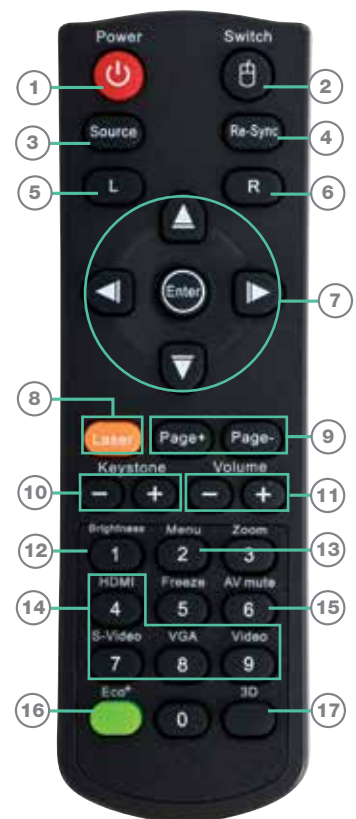 Power Switch
1 2
Source Re-Sync
3 4
L R
5 6
Enter
7
8
Laser Page+ Page-
9
Keystone Volume
10 − + − + 11
Brightness Menu Zoom
12 1 2 3 13
HDMI Freeze AV mute
14 4 5 6 15
S-Video VGA Video
7 8 9
Eco+ 3D
16 0 17